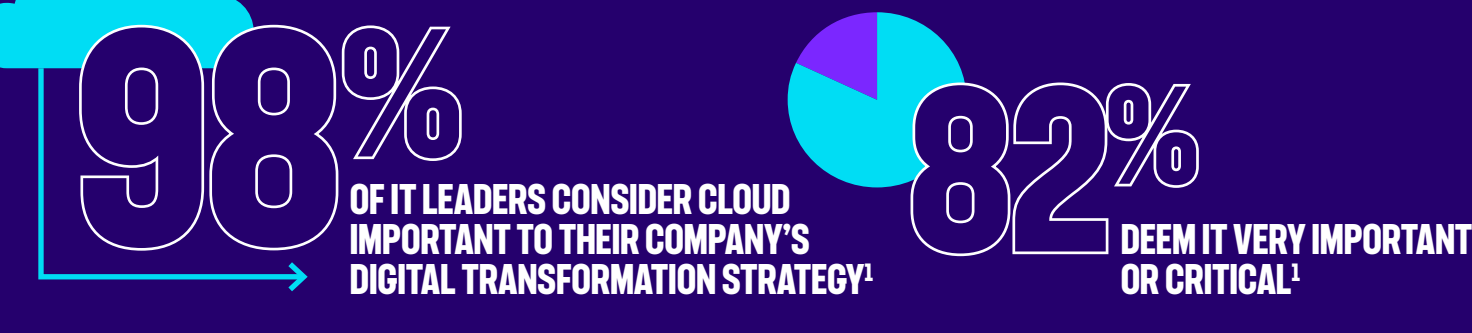 98%
OF IT LEADERS CONSIDER CLOUD
IMPORTANT TO THEIR COMPANY'S
DIGITAL TRANSFORMATION STRATEGY¹
82%
DEEM IT VERY IMPORTANT
OR CRITICAL¹